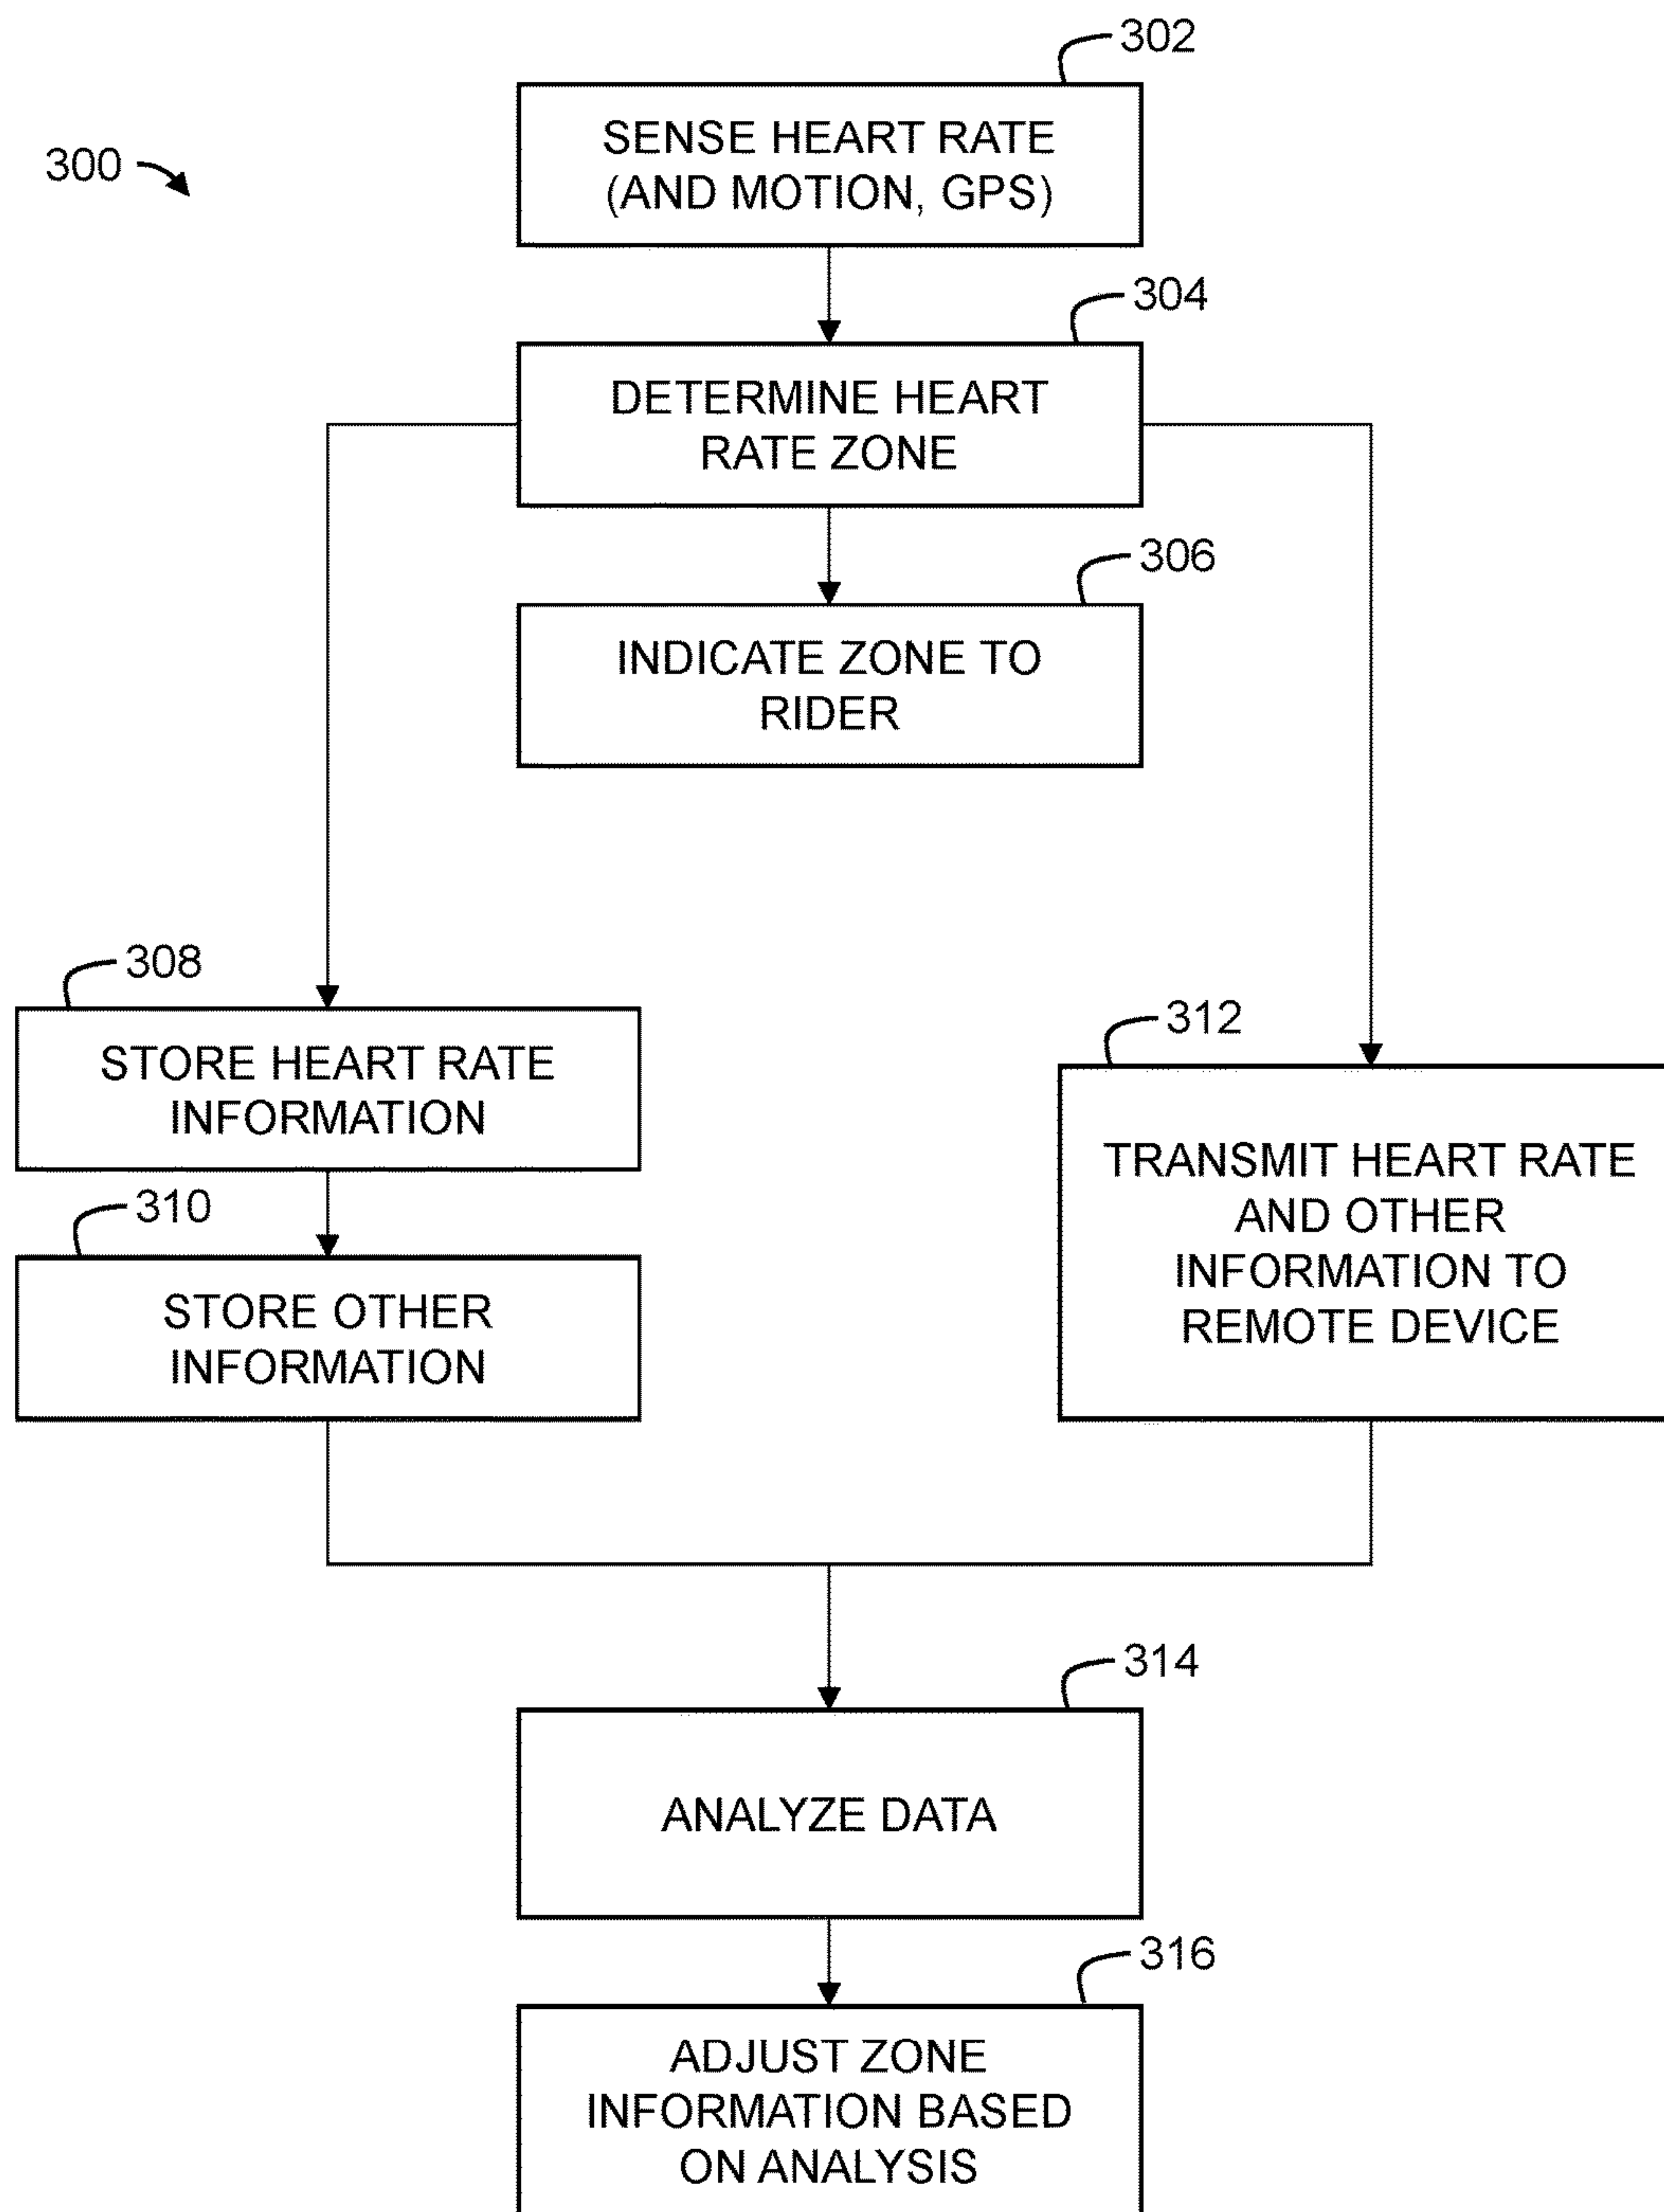 302
300
SENSE HEART RATE
(AND MOTION, GPS)
304
DETERMINE HEART
RATE ZONE
306
INDICATE ZONE TO
RIDER
308
STORE HEART RATE
INFORMATION
310
STORE OTHER
INFORMATION
312
TRANSMIT HEART RATE
AND OTHER
INFORMATION TO
REMOTE DEVICE
314
ANALYZE DATA
316
ADJUST ZONE
INFORMATION BASED
ON ANALYSIS